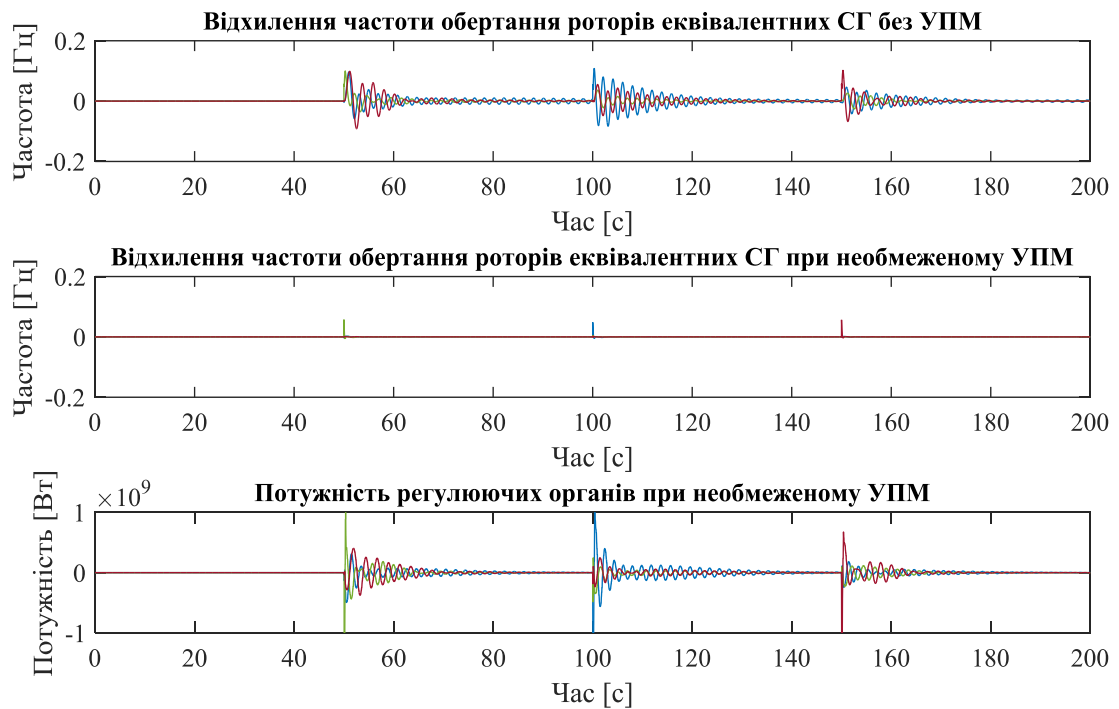 Відхилення частоти обертання роторів еквівалентних СГ без УПМ
Частота [Гц]
0.2
0
-0.2
0 20 40 60 80 100 120 140 160 180 200
Час [с]
Відхилення частоти обертання роторів еквівалентних СГ при необмеженому УПМ
Частота [Гц]
0.2
0
-0.2
0 20 40 60 80 100 120 140 160 180 200
Час [с]
Потужність регулюючих органів при необмеженому УПМ
Потужність [Вт]
×10⁹
1
0
-1
0 20 40 60 80 100 120 140 160 180 200
Час [с]